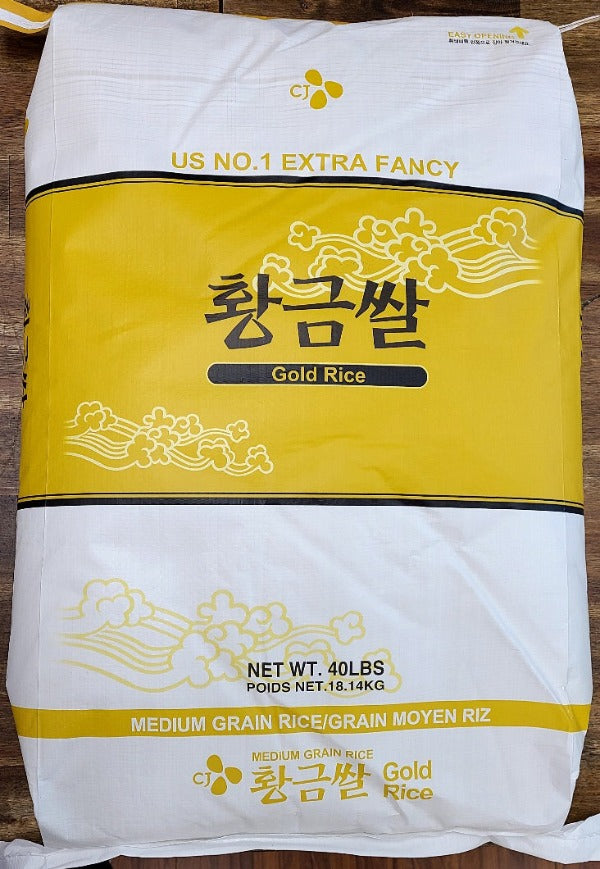 EASY OPENING
CJ
US NO.1 EXTRA FANCY
황금쌀
Gold Rice
NET WT. 40LBS
POIDS NET.18.14KG
MEDIUM GRAIN RICE/GRAIN MOYEN RIZ
MEDIUM GRAIN RICE
CJ 황금쌀 Gold Rice